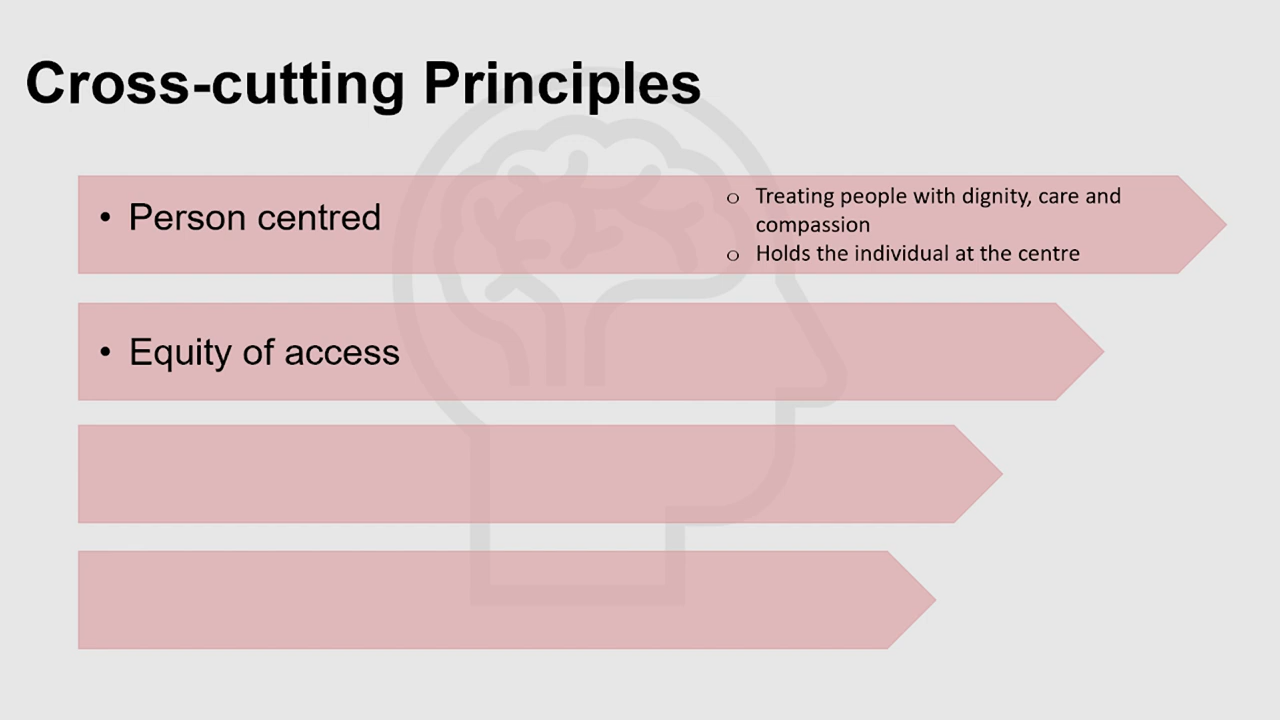 Cross-cutting Principles
• Person centred
o Treating people with dignity, care and
compassion
o Holds the individual at the centre
• Equity of access